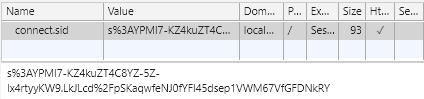 Name Value Dom... P... Ex... Size Ht... Se...
connect.sid s%3AYPMI7-KZ4kuZT4C... local... / Ses... 93 ✓
s%3AYPMI7-KZ4kuZT4C8YZ-5Z-
Ix4rtyyKW9.LkJLcd%2FpSKaqwfeNJ0fYFI45dsep1VWM67VfGFDNkRY